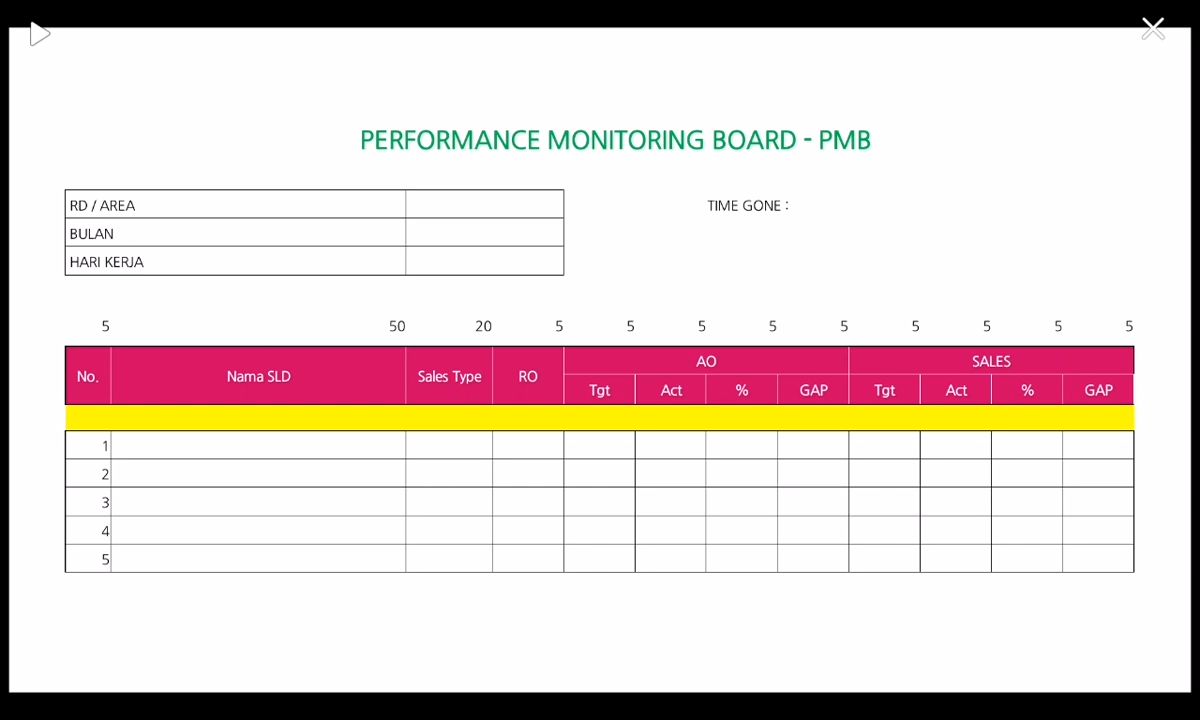 PERFORMANCE MONITORING BOARD - PMB
RD / AREA
TIME GONE :
BULAN
HARI KERJA
5 50 20 5 5 5 5 5 5 5 5 5
No. Nama SLD Sales Type RO AO SALES
Tgt Act % GAP Tgt Act % GAP
1
2
3
4
5